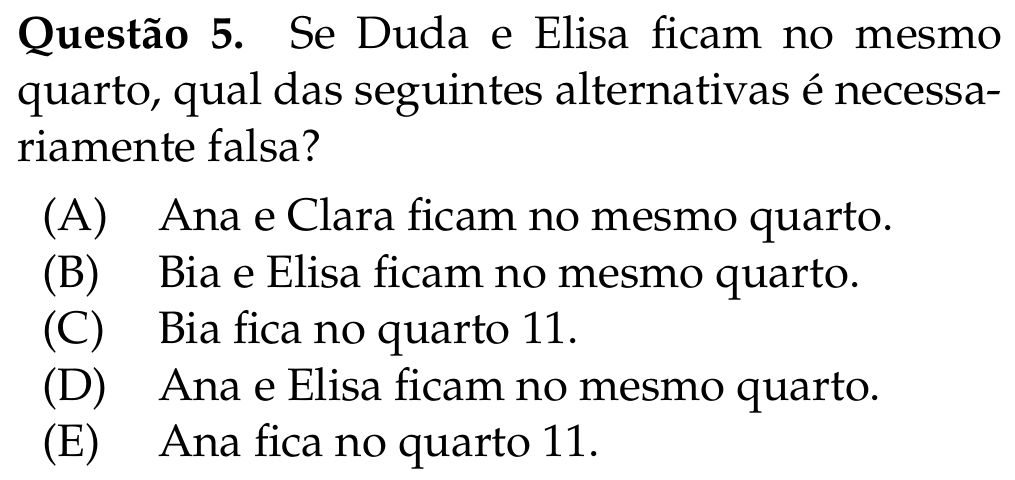 Questão 5. Se Duda e Elisa ficam no mesmo
quarto, qual das seguintes alternativas é necessa-
riamente falsa?
(A) Ana e Clara ficam no mesmo quarto.
(B) Bia e Elisa ficam no mesmo quarto.
(C) Bia fica no quarto 11.
(D) Ana e Elisa ficam no mesmo quarto.
(E) Ana fica no quarto 11.